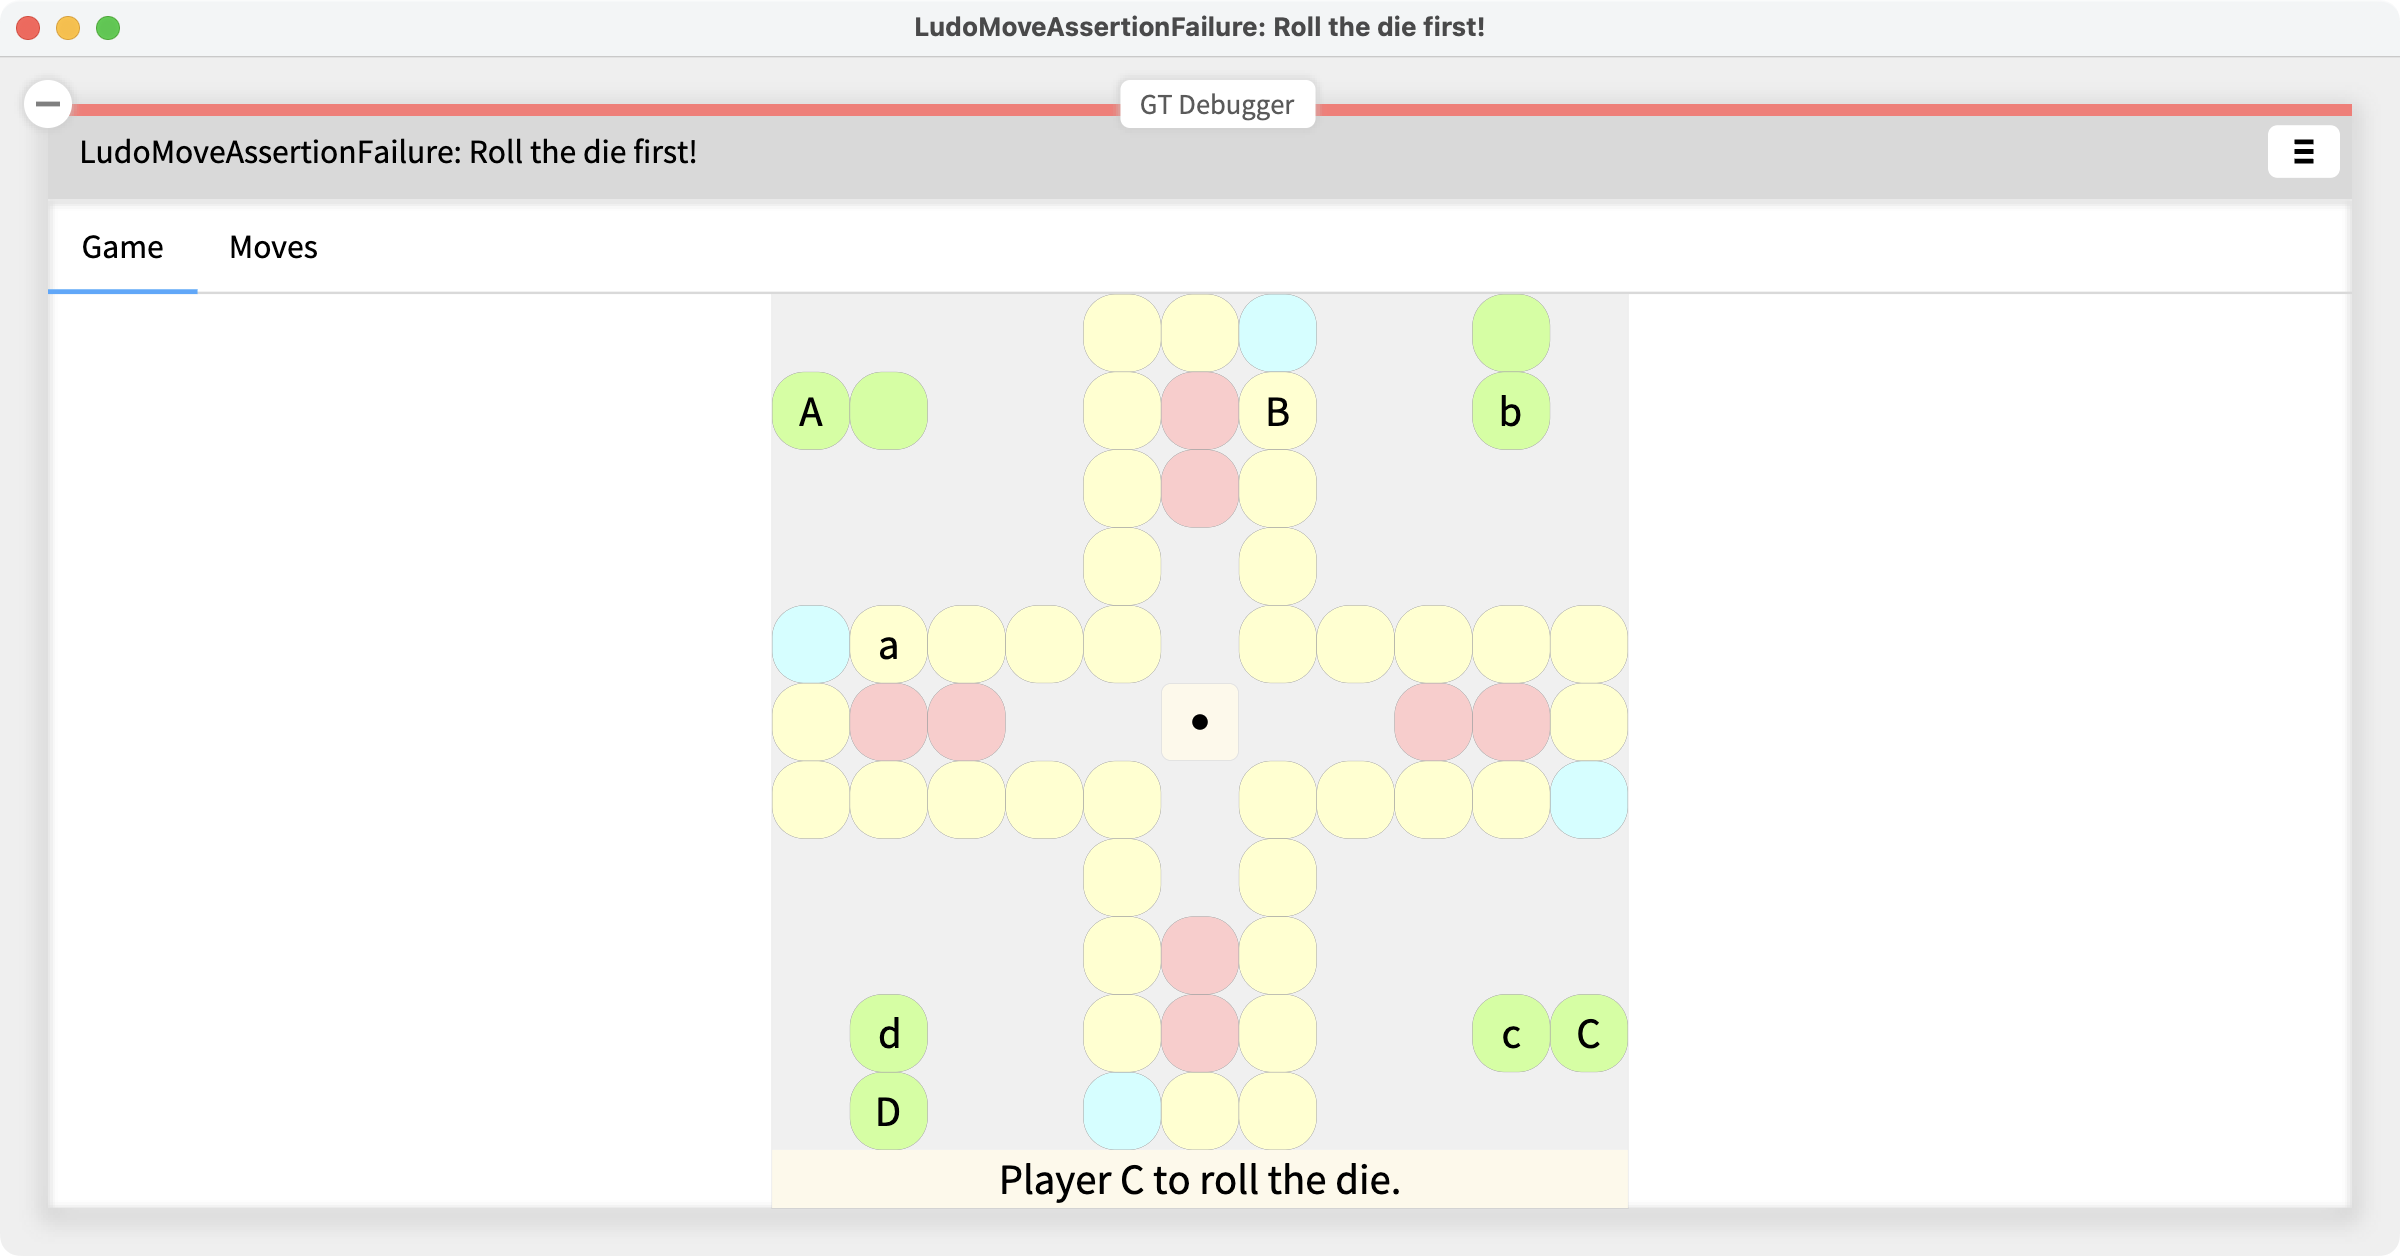 LudoMoveAssertionFailure: Roll the die first!
GT Debugger
LudoMoveAssertionFailure: Roll the die first!
Game Moves
A B b
a
d c C
D
Player C to roll the die.